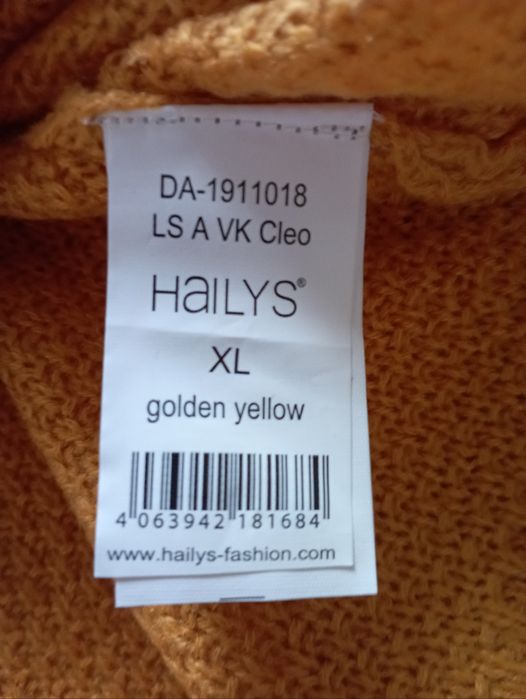 DA-1911018
LS A VK Cleo
HaiLYS®
XL
golden yellow
4 063942 181684
www.hailys-fashion.com